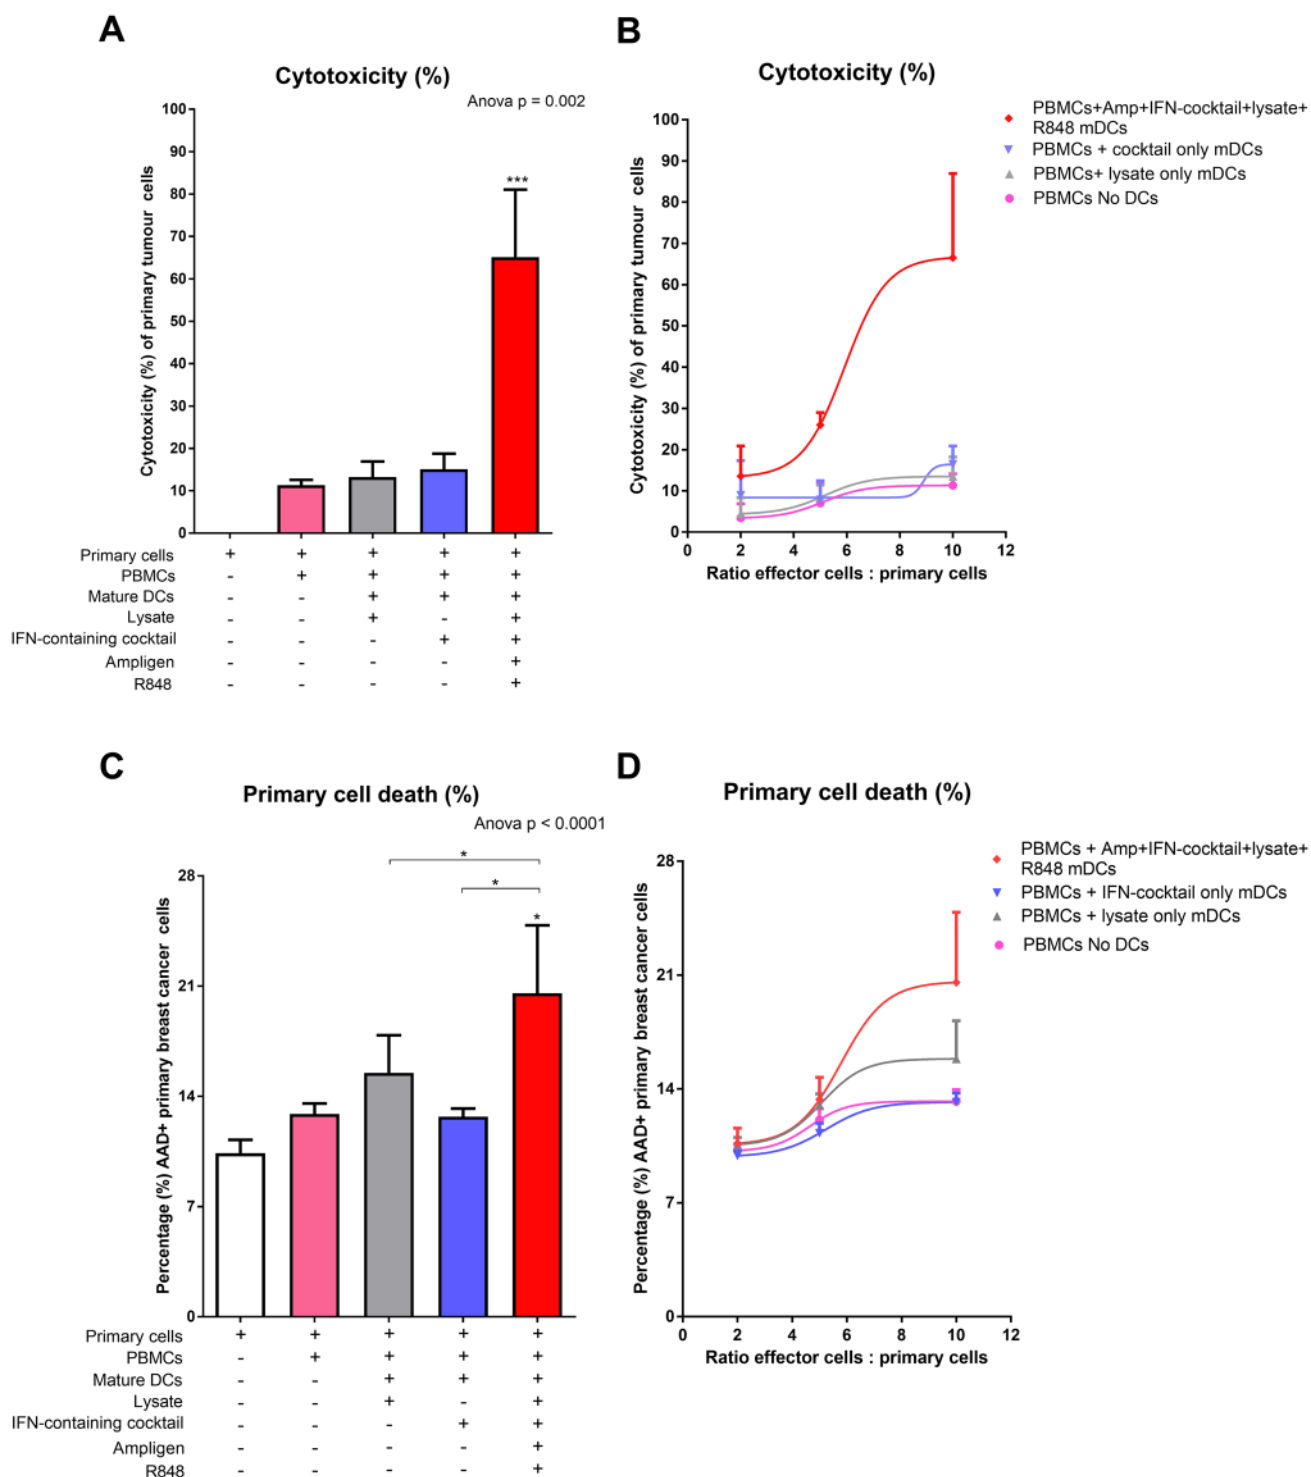 A
Cytotoxicity (%)
Anova p = 0.002
Cytotoxicity (%) of primary tumour cells
100
90
80
70
60
50
40
30
20
10
0
***
Primary cells + + + + +
PBMCs - + + + +
Mature DCs - - + + +
Lysate - - + - +
IFN-containing cocktail - - - + +
Ampligen - - - - +
R848 - - - - +
B
Cytotoxicity (%)
Cytotoxicity (%) of primary tumour cells
100
90
80
70
60
50
40
30
20
10
0
0 2 4 6 8 10 12
Ratio effector cells : primary cells
PBMCs+Amp+IFN-cocktail+lysate+
R848 mDCs
PBMCs + cocktail only mDCs
PBMCs+ lysate only mDCs
PBMCs No DCs
C
Primary cell death (%)
Anova p < 0.0001
Percentage (%) AAD+ primary breast cancer cells
28
21
14
7
0
*
*
*
Primary cells + + + + +
PBMCs - + + + +
Mature DCs - - + + +
Lysate - - + - +
IFN-containing cocktail - - - + +
Ampligen - - - - +
R848 - - - - +
D
Primary cell death (%)
Percentage (%) AAD+ primary breast cancer cells
28
21
14
7
0
0 2 4 6 8 10 12
Ratio effector cells : primary cells
PBMCs + Amp+IFN-cocktail+lysate+
R848 mDCs
PBMCs + IFN-cocktail only mDCs
PBMCs + lysate only mDCs
PBMCs No DCs